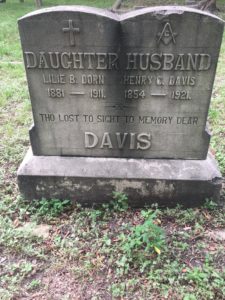 DAUGHTER HUSBAND
LILIE B. DORN HENRY C. DAVIS
1881 — 1911. 1854 — 1921.
THO LOST TO SIGHT TO MEMORY DEAR
DAVIS